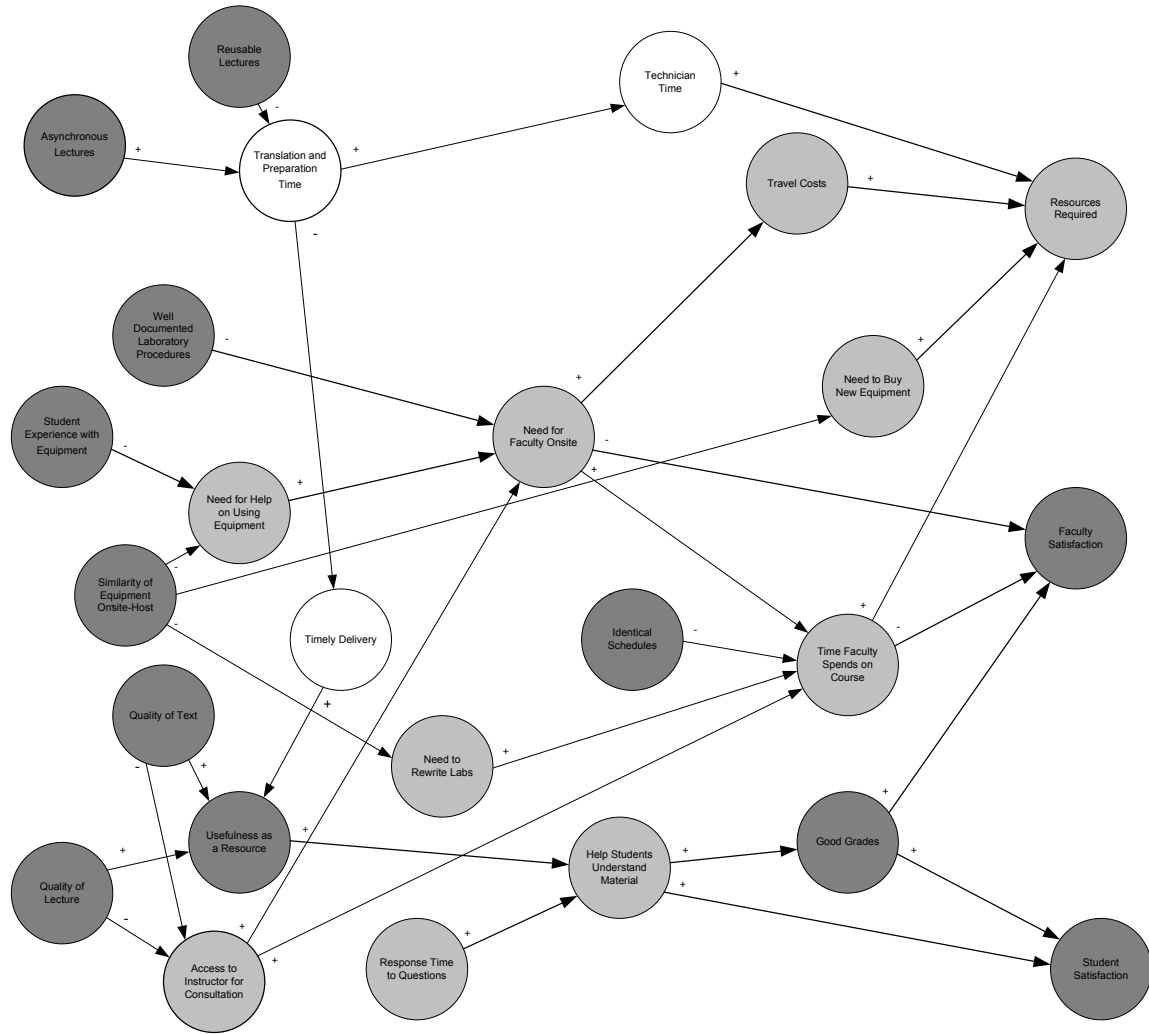 Reusable
Lectures
-
Asynchronous
Lectures
+
Translation and
Preparation
Time
+
-
Technician
Time
+
Travel Costs
+
Resources
Required
Well
Documented
Laboratory
Procedures
-
Student
Experience with
Equipment
-
Need for Help
on Using
Equipment
+
Need for
Faculty Onsite
+
-
+
Need to Buy
New Equipment
+
Similarity of
Equipment
Onsite-Host
-
-
Timely Delivery
+
Identical
Schedules
-
Time Faculty
Spends on
Course
+
-
Faculty
Satisfaction
Quality of Text
-
+
Need to
Rewrite Labs
+
Usefulness as
a Resource
+
Quality of
Lecture
+
-
Access to
Instructor for
Consultation
+
+
Help Students
Understand
Material
+
+
Response Time
to Questions
+
Good Grades
+
+
Student
Satisfaction